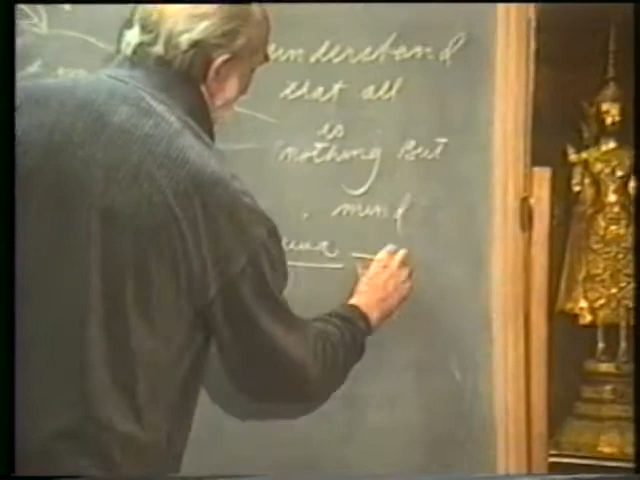 understand
that all
is
nothing But
mind